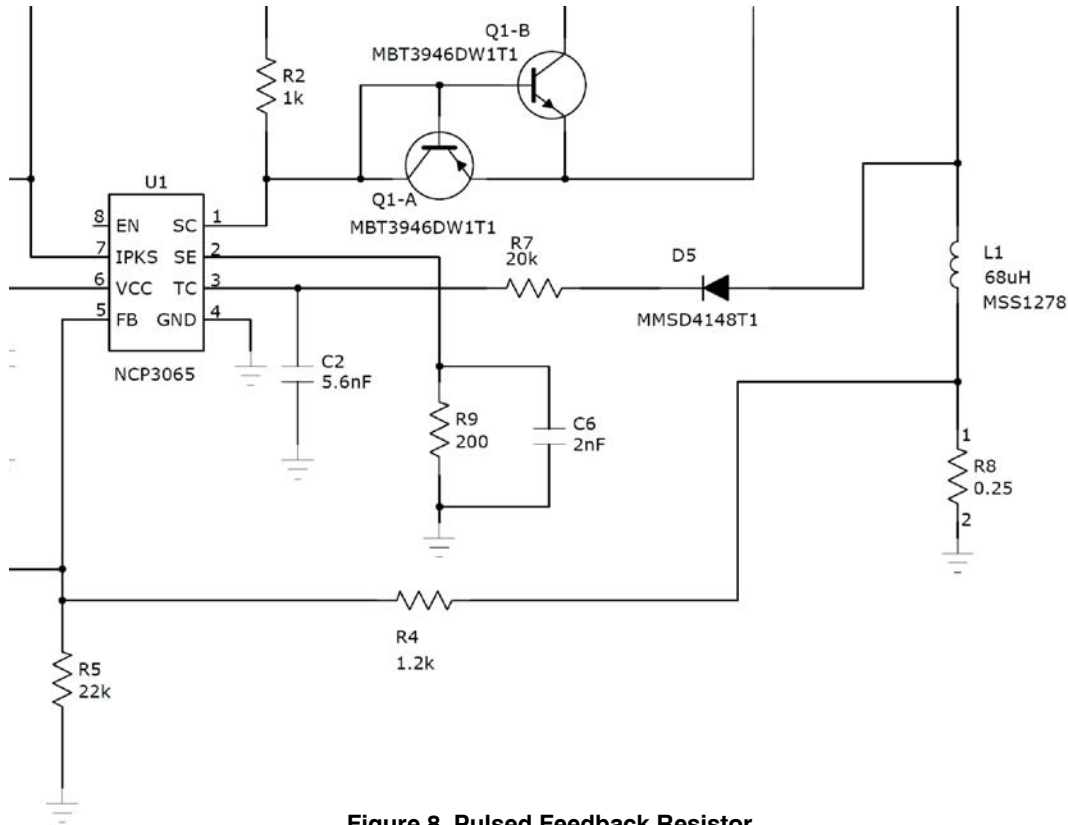 Q1-B
MBT3946DW1T1
R2
1k
U1
Q1-A
MBT3946DW1T1
8 EN SC 1
7 IPKS SE 2
6 VCC TC 3
5 FB GND 4
NCP3065
R7
20k
D5
MMSD4148T1
L1
68uH
MSS1278
C2
5.6nF
R9
200
C6
2nF
1
R8
0.25
2
R4
1.2k
R5
22k
Figure 8. Pulsed Feedback Resistor